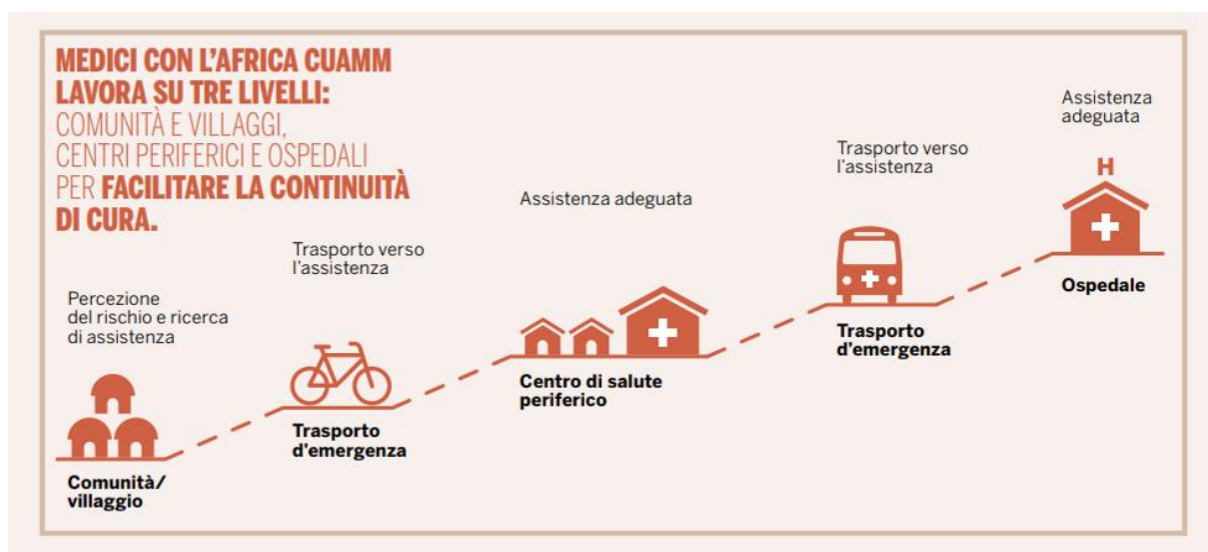 MEDICI CON L'AFRICA CUAMM
LAVORA SU TRE LIVELLI:
COMUNITÀ E VILLAGGI,
CENTRI PERIFERICI E OSPEDALI
PER FACILITARE LA CONTINUITÀ
DI CURA.
Percezione
del rischio e ricerca
di assistenza
Comunità/
villaggio
Trasporto verso
l'assistenza
Trasporto
d'emergenza
Assistenza adeguata
Centro di salute
periferico
Trasporto verso
l'assistenza
Trasporto
d'emergenza
Assistenza
adeguata
H
Ospedale